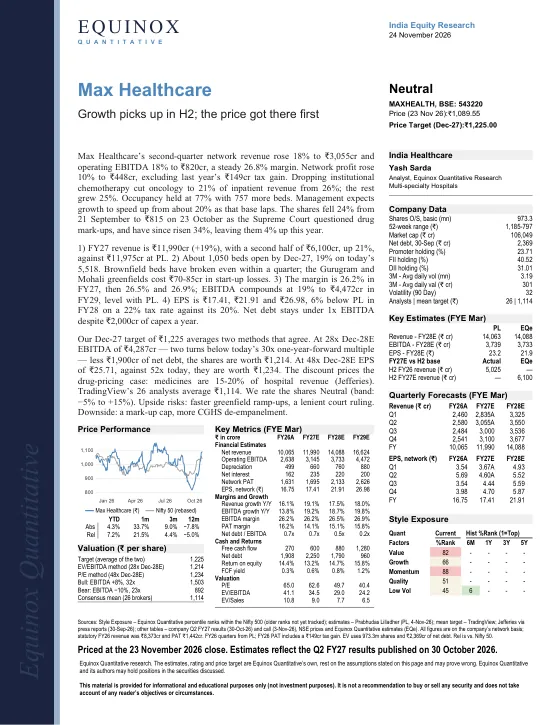 EQUINOX
QUANTITATIVE
India Equity Research
24 November 2026
Max Healthcare
Growth picks up in H2; the price got there first
Neutral
MAXHEALTH, BSE: 543220
Price (23 Nov 26):₹1,089.55
Price Target (Dec-27):₹1,225.00
Max Healthcare's second-quarter network revenue rose 18% to ₹3,055cr and
operating EBITDA 18% to ₹820cr, a steady 26.8% margin. Network profit rose
10% to ₹448cr, excluding last year's ₹149cr tax gain. Dropping institutional
chemotherapy cut oncology to 21% of inpatient revenue from 26%; the rest
grew 25%. Occupancy held at 77% with 757 more beds. Management expects
growth to speed up from about 20% as that base laps. The shares fell 24% from
21 September to ₹815 on 23 October as the Supreme Court questioned drug
mark-ups, and have since risen 34%, leaving them 4% up this year.
1) FY27 revenue is ₹11,990cr (+19%), with a second half of ₹6,100cr, up 21%,
against ₹11,975cr at PL. 2) About 1,050 beds open by Dec-27, 19% on today's
5,518. Brownfield beds have broken even within a quarter; the Gurugram and
Mohali greenfields cost ₹70-85cr in start-up losses. 3) The margin is 26.2% in
FY27, then 26.5% and 26.9%; EBITDA compounds at 19% to ₹4,472cr in
FY29, level with PL. 4) EPS is ₹17.41, ₹21.91 and ₹26.98, 6% below PL in
FY28 on a 22% tax rate against its 20%. Net debt stays under 1x EBITDA
despite ₹2,000cr of capex a year.
Our Dec-27 target of ₹1,225 averages two methods that agree. At 28x Dec-28E
EBITDA of ₹4,287cr — two turns below today's 30x one-year-forward multiple
— less ₹1,900cr of net debt, the shares are worth ₹1,214. At 48x Dec-28E EPS
of ₹25.71, against 52x today, they are worth ₹1,234. The discount prices the
drug-pricing case: medicines are 15-20% of hospital revenue (Jefferies).
TradingView's 26 analysts average ₹1,114. We rate the shares Neutral (band:
−5% to +15%). Upside risks: faster greenfield ramp-ups, a lenient court ruling.
Downside: a mark-up cap, more CGHS de-empanelment.
India Healthcare
Yash Sarda
Analyst, Equinox Quantitative Research
Multi-specialty Hospitals
Company Data
Shares O/S, basic (mn) 973.3
52-week range (₹) 1,185-797
Market cap (₹ cr) 106,049
Net debt, 30-Sep (₹ cr) 2,369
Promoter holding (%) 23.71
FII holding (%) 40.52
DII holding (%) 31.01
3M - Avg daily vol (mn) 3.19
3M - Avg daily val (₹ cr) 301
Volatility (90 Day) 32
Analysts | mean target (₹) 26 | 1,114
Key Estimates (FYE Mar)
PL EQe
Revenue - FY28E (₹ cr) 14,063 14,088
EBITDA - FY28E (₹ cr) 3,739 3,733
EPS - FY28E (₹) 23.2 21.9
FY27E vs H2 base Actual EQe
H2 FY26 revenue (₹ cr) 5,025 —
H2 FY27E revenue (₹ cr) — 6,100
Quarterly Forecasts (FYE Mar)
Revenue (₹ cr) FY26A FY27E FY28E
Q1 2,460 2,835A 3,325
Q2 2,580 3,055A 3,550
Q3 2,484 3,000 3,536
Q4 2,541 3,100 3,677
FY 10,065 11,990 14,088
EPS, network (₹) FY26A FY27E FY28E
Q1 3.54 3.67A 4.93
Q2 5.69 4.60A 5.52
Q3 3.54 4.44 5.59
Q4 3.98 4.70 5.87
FY 16.75 17.41 21.91
Style Exposure
Quant Current Hist %Rank (1=Top)
Factors %Rank 6M 1Y 3Y 5Y
Value 82 - - - -
Growth 66 - - - -
Momentum 88 - - - -
Quality 51 - - - -
Low Vol 45 6 - - -
Price Performance
1,100
1,000
900
800
Jan 26 Apr 26 Jul 26 Oct 26
Max Healthcare (₹) Nifty 50 (rebased)
YTD 1m 3m 12m
Abs 4.3% 33.7% 9.0% −7.8%
Rel 7.2% 21.5% 4.4% −5.0%
Valuation (₹ per share)
Target (average of the two) 1,225
EV/EBITDA method (28x Dec-28E) 1,214
P/E method (48x Dec-28E) 1,234
Bull: EBITDA +8%, 32x 1,503
Bear: EBITDA −10%, 23x 892
Consensus mean (26 brokers) 1,114
Key Metrics (FYE Mar)
₹ in crore FY26A FY27E FY28E FY29E
Financial Estimates
Net revenue 10,065 11,990 14,088 16,624
Operating EBITDA 2,638 3,145 3,733 4,472
Depreciation 499 660 760 880
Net interest 162 235 220 200
Network PAT 1,631 1,695 2,133 2,626
EPS, network (₹) 16.75 17.41 21.91 26.98
Margins and Growth
Revenue growth Y/Y 16.1% 19.1% 17.5% 18.0%
EBITDA growth Y/Y 13.8% 19.2% 18.7% 19.8%
EBITDA margin 26.2% 26.2% 26.5% 26.9%
PAT margin 16.2% 14.1% 15.1% 15.8%
Net debt / EBITDA 0.7x 0.7x 0.5x 0.2x
Cash and Returns
Free cash flow 270 600 880 1,280
Net debt 1,908 2,250 1,790 960
Return on equity 14.4% 13.2% 14.7% 15.8%
FCF yield 0.3% 0.6% 0.8% 1.2%
Valuation
P/E 65.0 62.6 49.7 40.4
EV/EBITDA 41.1 34.5 29.0 24.2
EV/Sales 10.8 9.0 7.7 6.5
Equinox Quantitative
Priced at the 23 November 2026 close. Estimates reflect the Q2 FY27 results published on 30 October 2026.
Equinox Quantitative research. The estimates, rating and price target are Equinox Quantitative's own, rest on the assumptions stated on this page and may prove wrong. Equinox Quantitative
and its authors may hold positions in the securities discussed.
This material is provided for informational and educational purposes only (not investment purposes). It is not a recommendation to buy or sell any security and does not take
account of any reader's objectives or circumstances.